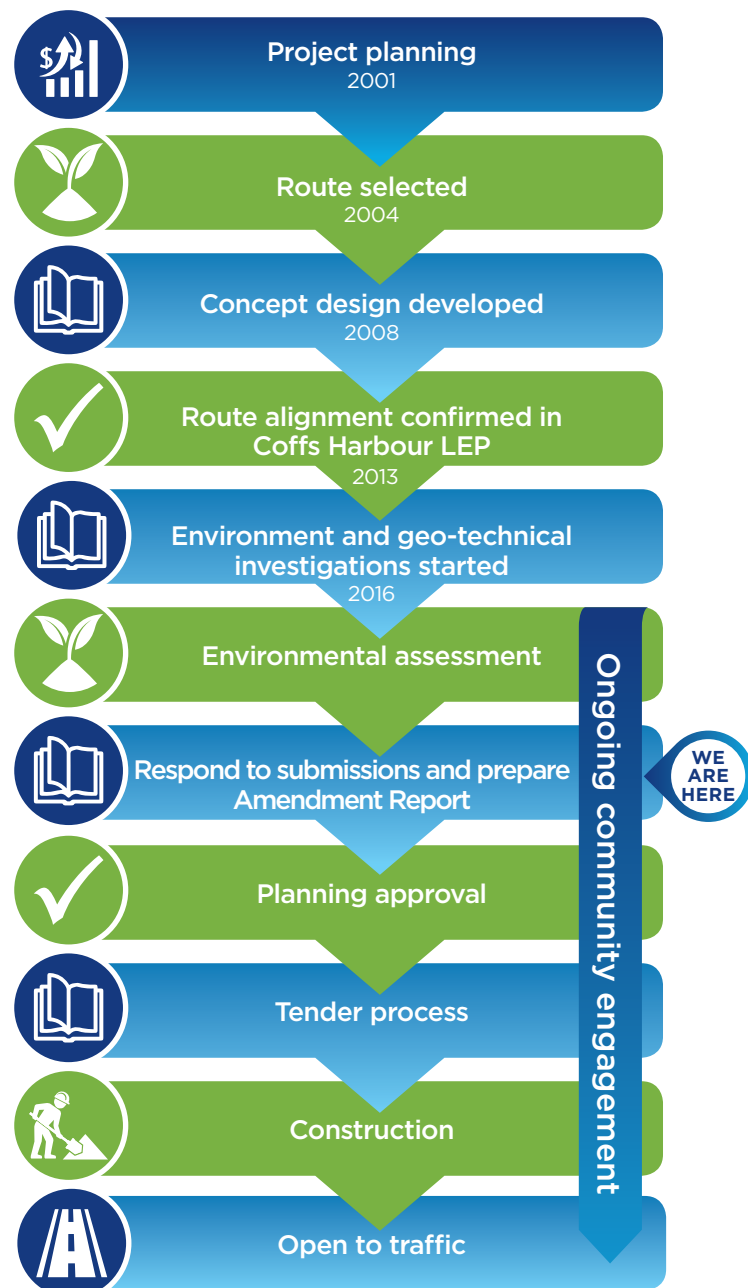 $
Project planning
2001
Route selected
2004
Concept design developed
2008
Route alignment confirmed in
Coffs Harbour LEP
2013
Environment and geo-technical
investigations started
2016
Environmental assessment
Respond to submissions and prepare
Amendment Report
WE
ARE
HERE
Planning approval
Tender process
Construction
Open to traffic
Ongoing community engagement